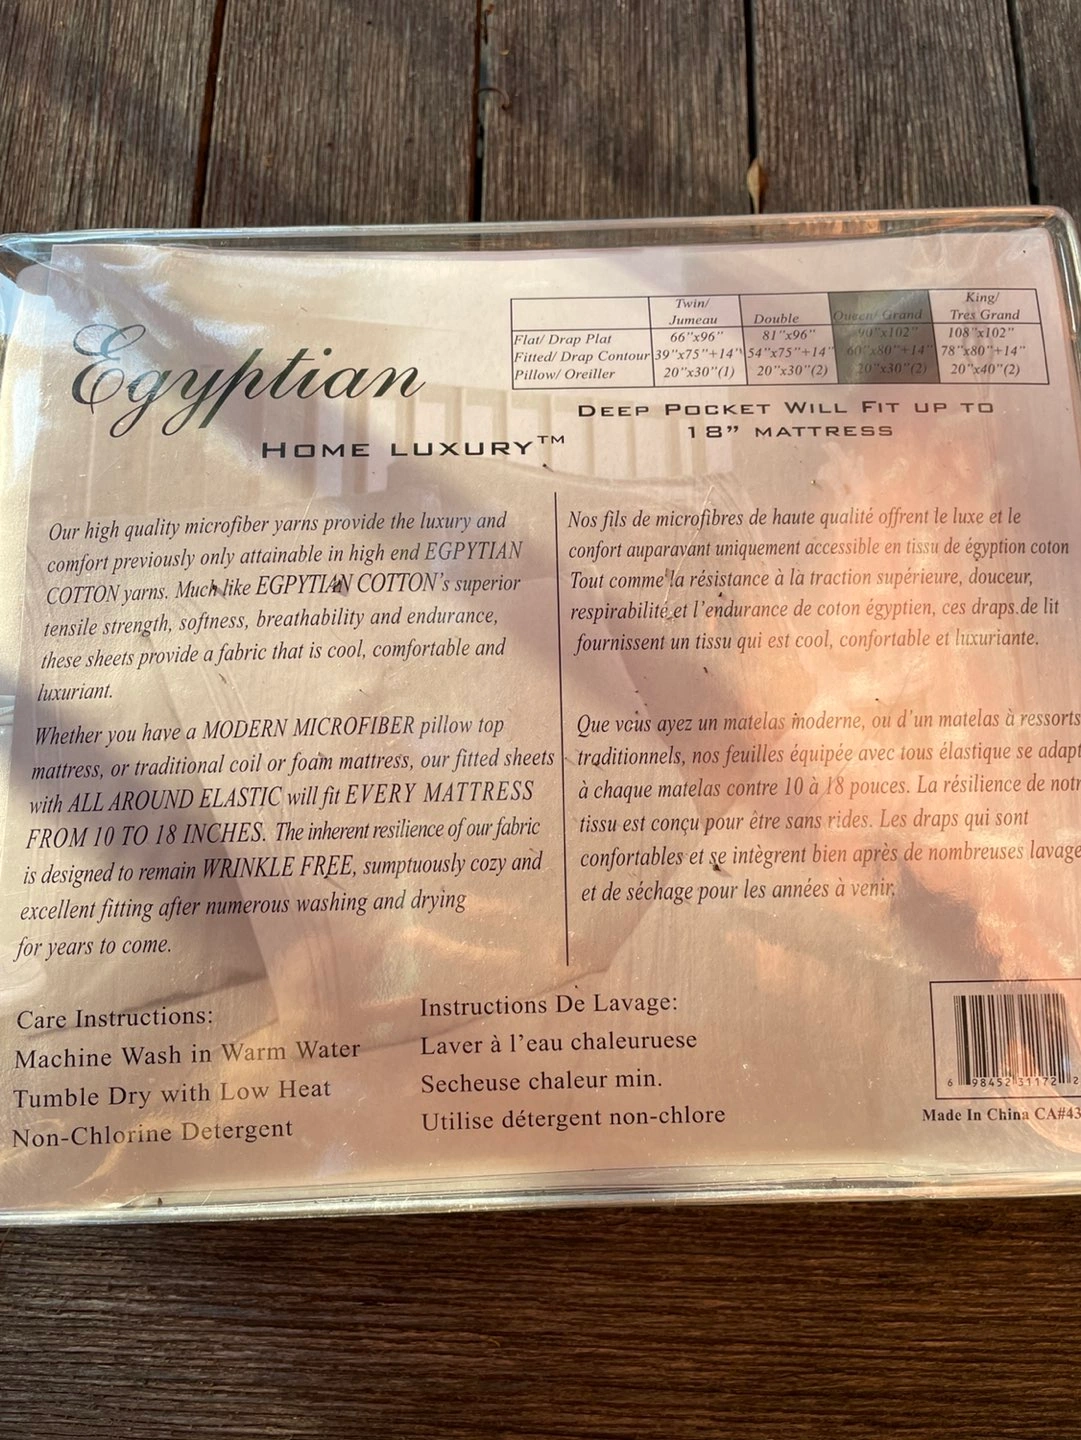 Egyptian
HOME LUXURY™
Twin/ Jumeau Double Queen/ Grand King/ Tres Grand
Flat/ Drap Plat 66"x96" 81"x96" 90"x102" 108"x102"
Fitted/ Drap Contour 39"x75"+14" 54"x75"+14" 60"x80"+14" 78"x80"+14"
Pillow/ Oreiller 20"x30"(1) 20"x30"(2) 20"x30"(2) 20"x40"(2)
DEEP POCKET WILL FIT UP TO
18" MATTRESS
Our high quality microfiber yarns provide the luxury and
comfort previously only attainable in high end EGPYTIAN
COTTON yarns. Much like EGPYTIAN COTTON's superior
tensile strength, softness, breathability and endurance,
these sheets provide a fabric that is cool, comfortable and
luxuriant.
Whether you have a MODERN MICROFIBER pillow top
mattress, or traditional coil or foam mattress, our fitted sheets
with ALL AROUND ELASTIC will fit EVERY MATTRESS
FROM 10 TO 18 INCHES. The inherent resilience of our fabric
is designed to remain WRINKLE FREE, sumptuously cozy and
excellent fitting after numerous washing and drying
for years to come.
Nos fils de microfibres de haute qualité offrent le luxe et le
confort auparavant uniquement accessible en tissu de égyption coton
Tout comme la résistance à là traction supérieure, douceur,
respirabilité et l'endurance de coton égyptien, ces draps de lit
fournissent un tissu qui est cool, confortable et luxuriante.
Que vous ayez un matelas moderne, ou d'un matelas à ressorts
traditionnels, nos feuilles équipée avec tous élastique se adapt
à chaque matelas contre 10 à 18 pouces. La résilience de notr
tissu est conçu pour être sans rides. Les draps qui sont
confortables et se intègrent bien après de nombreuses lavage
et de séchage pour les années à venir.
Care Instructions:
Machine Wash in Warm Water
Tumble Dry with Low Heat
Non-Chlorine Detergent
Instructions De Lavage:
Laver à l'eau chaleuruese
Secheuse chaleur min.
Utilise détergent non-chlore
6 98452 31172 2
Made In China CA#43